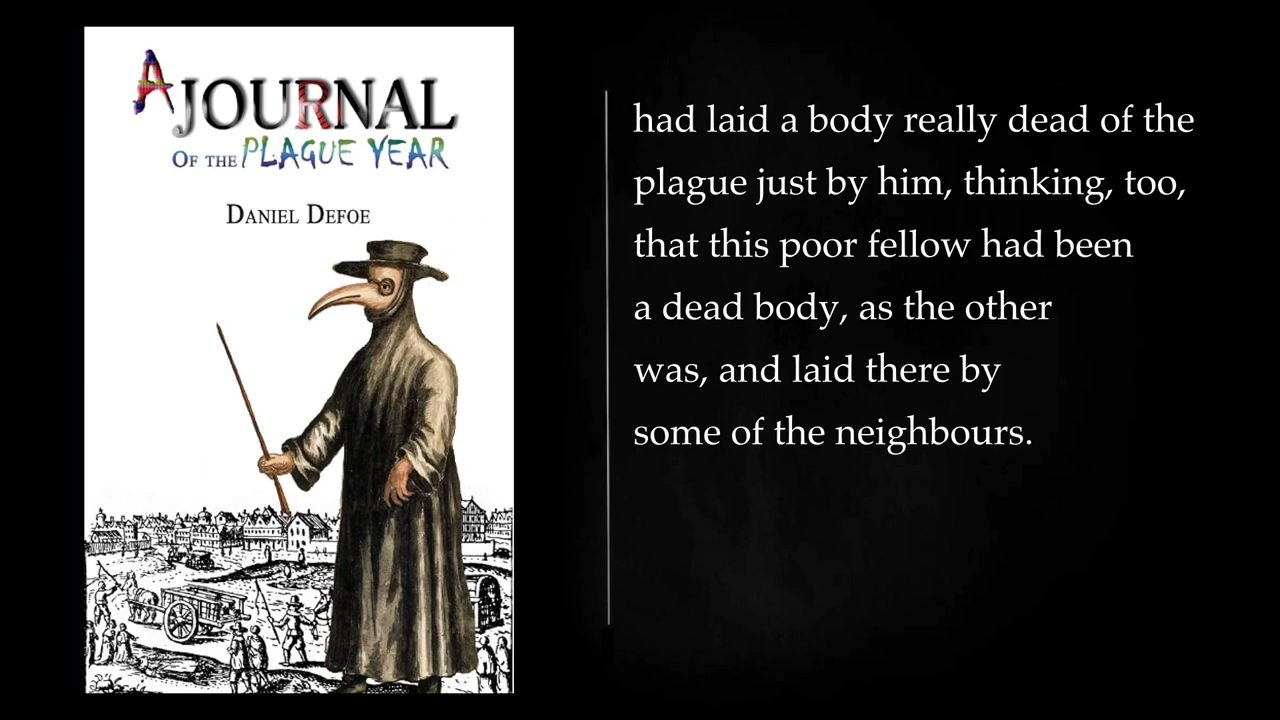 A JOURNAL
OF THE PLAGUE YEAR
DANIEL DEFOE
had laid a body really dead of the
plague just by him, thinking, too,
that this poor fellow had been
a dead body, as the other
was, and laid there by
some of the neighbours.